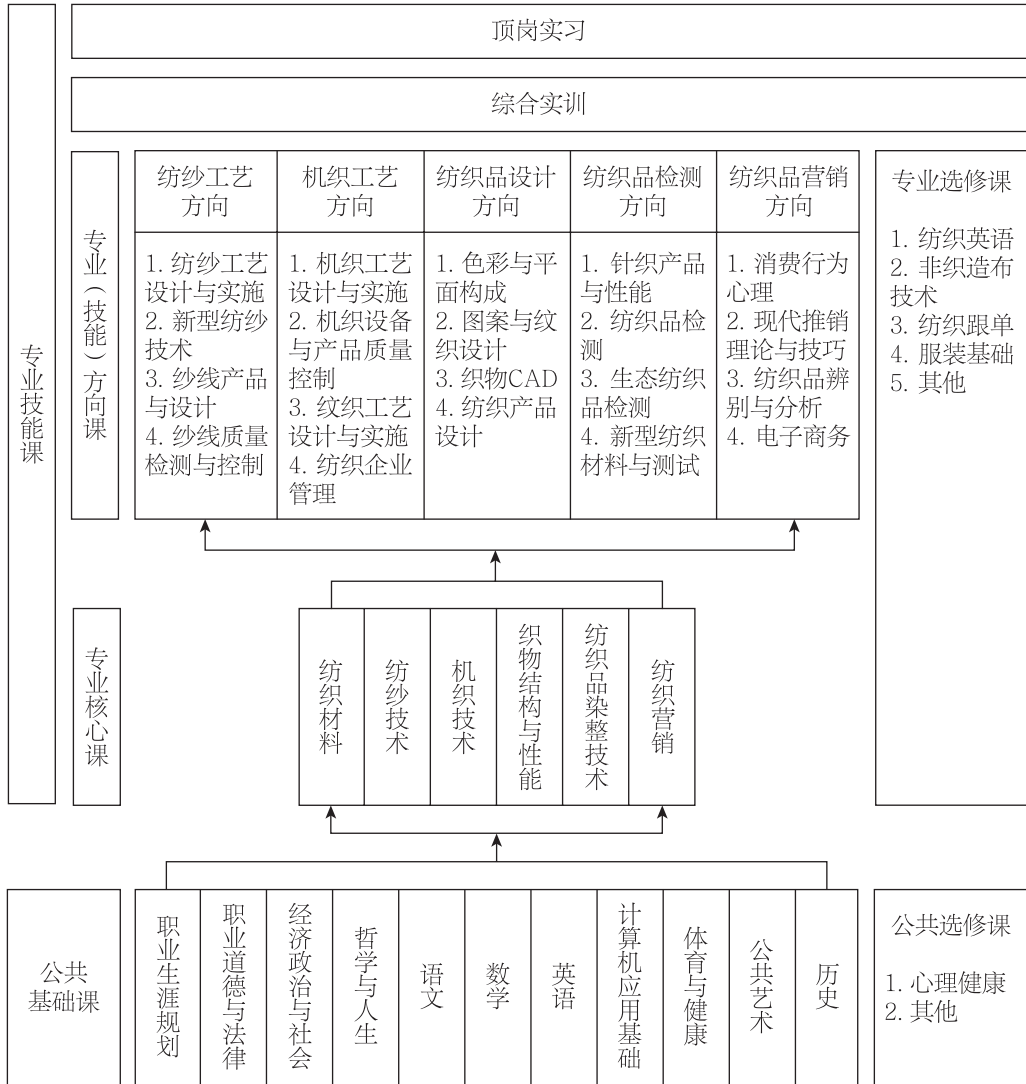 顶岗实习
综合实训
专业技能课
专业（技能）方向课
纺纱工艺
方向
1. 纺纱工艺
设计与实施
2. 新型纺纱
技术
3. 纱线产品
与设计
4. 纱线质量
检测与控制
机织工艺
方向
1. 机织工艺
设计与实施
2. 机织设备
与产品质量
控制
3. 纹织工艺
设计与实施
4. 纺织企业
管理
纺织品设计
方向
1. 色彩与平
面构成
2. 图案与纹
织设计
3. 织物CAD
4. 纺织产品
设计
纺织品检测
方向
1. 针织产品
与性能
2. 纺织品检
测
3. 生态纺织
品检测
4. 新型纺织
材料与测试
纺织品营销
方向
1. 消费行为
心理
2. 现代推销
理论与技巧
3. 纺织品辨
别与分析
4. 电子商务
专业选修课
1. 纺织英语
2. 非织造布
技术
3. 纺织跟单
4. 服装基础
5. 其他
专业核心课
纺织材料
纺纱技术
机织技术
织物结构与性能
纺织品染整技术
纺织营销
公共
基础课
职业生涯规划
职业道德与法律
经济政治与社会
哲学与人生
语文
数学
英语
计算机应用基础
体育与健康
公共艺术
历史
公共选修课
1. 心理健康
2. 其他